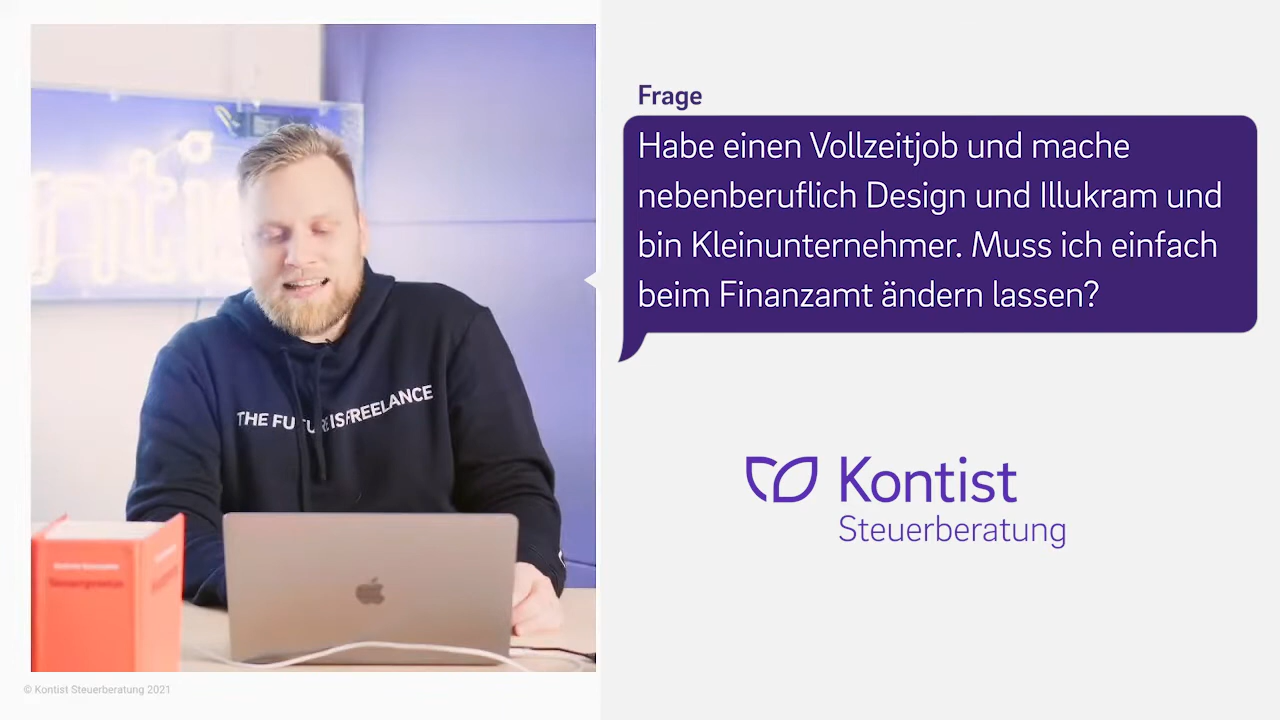 Frage
Habe einen Vollzeitjob und mache
nebenberuflich Design und Illukram und
bin Kleinunternehmer. Muss ich einfach
beim Finanzamt ändern lassen?
THE FUTURE IS FREELANCE
Kontist
Steuerberatung
© Kontist Steuerberatung 2021